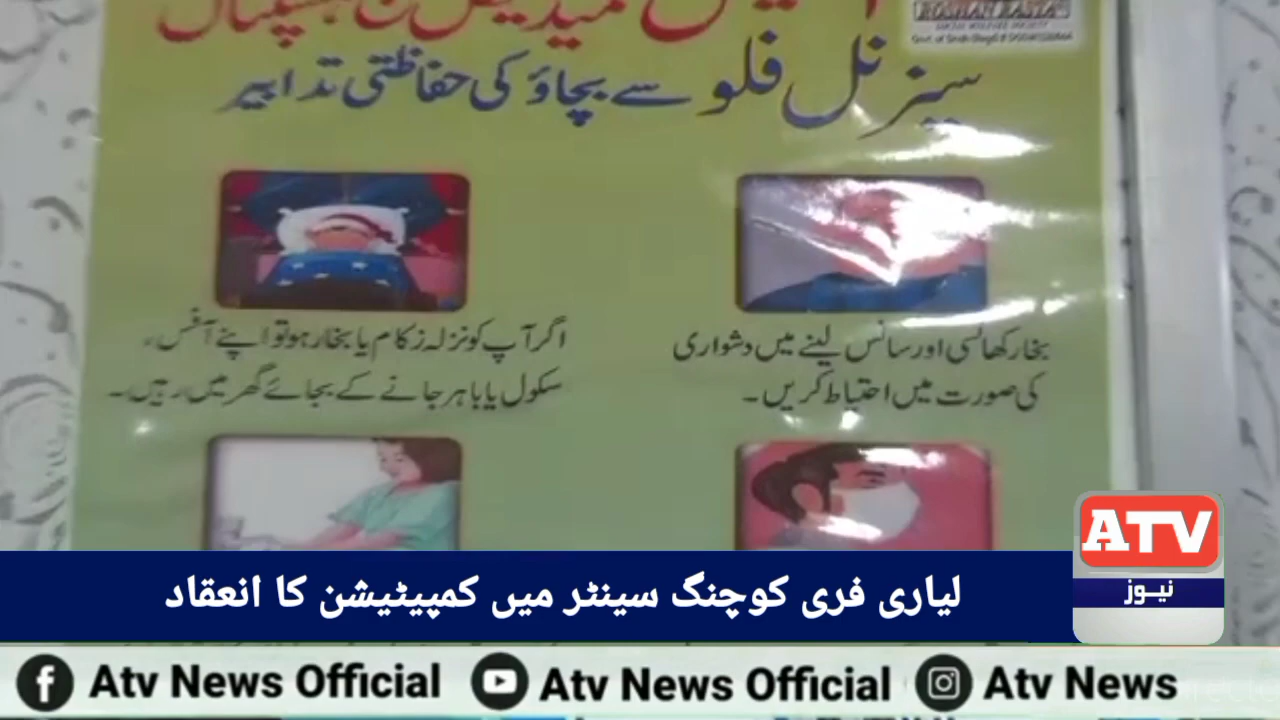 میڈیکل
ROSHAN RASTA
سیزنل فلو سے بچاؤ کی حفاظتی تدابیر
بخار کھانسی اور سانس لینے میں دشواری
کی صورت میں احتیاط کریں۔
اگر آپ کو نزلہ زکام یا بخار ہو تو اپنے آفس،
سکول یا باہر جانے کے بجائے گھر میں رہیں۔
ATV
نیوز
لیاری فری کوچنگ سینٹر میں کمپیٹیشن کا انعقاد
Atv News Official
Atv News Official
Atv News